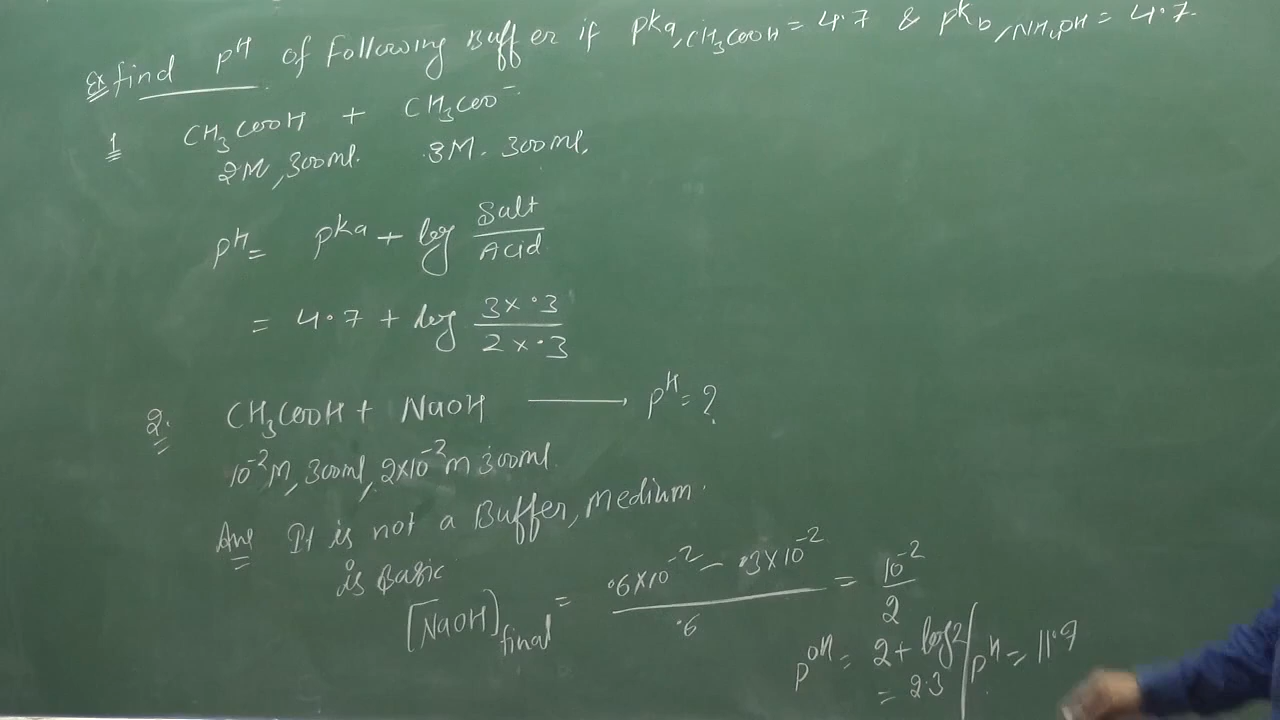 Ex find pH of Following Buffer if pKa, CH3COOH = 4.7 & pKb, NH4OH = 4.7
1 CH3COOH + CH3COO-
2M, 300ml. 3M. 300ml.
pH = pKa + log Salt/Acid
= 4.7 + log 3×.3/2×.3
2. CH3COOH + NaOH ⟶ pH = ?
10^-2 M, 300ml, 2×10^-2 m 300ml
Ans It is not a Buffer, Medium.
is Basic
[NaOH]final = .6×10^-2 - .3×10^-2/.6 = 10^-2/2
pOH = 2 + log2 | pH = 11.7
= 2.3